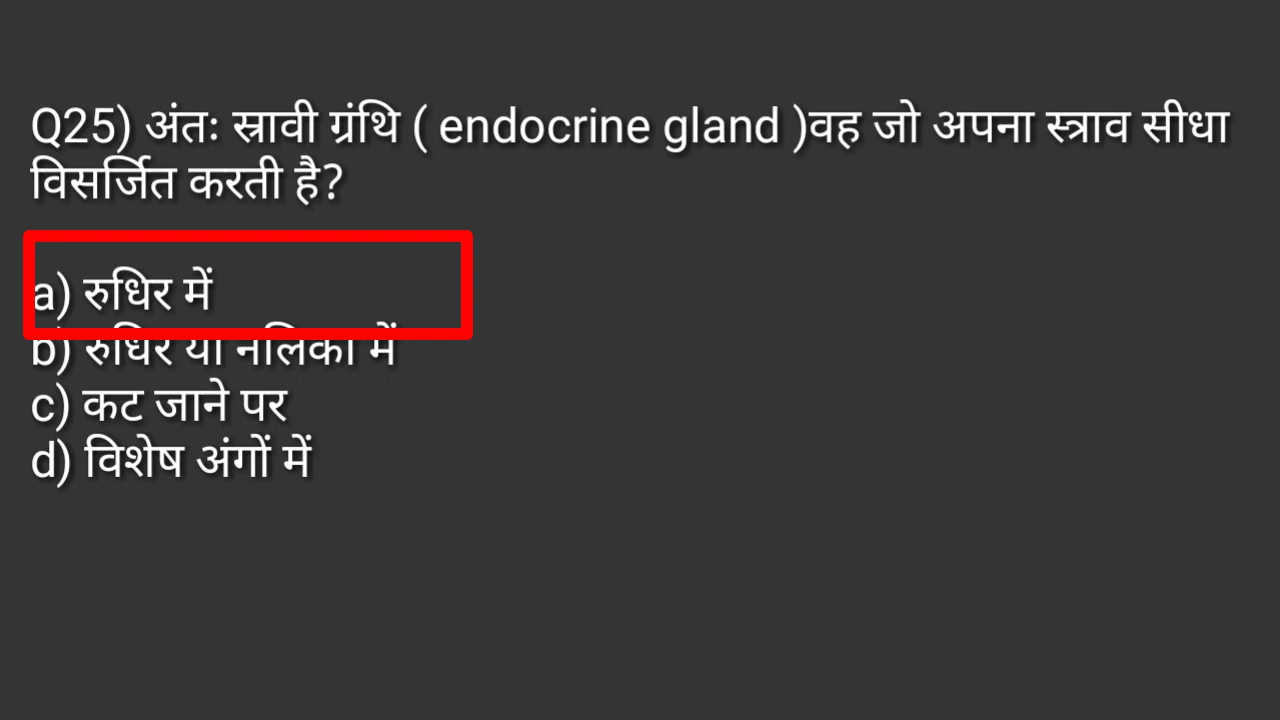 Q25) अंतः स्रावी ग्रंथि ( endocrine gland )वह जो अपना स्त्राव सीधा
विसर्जित करती है?
a) रुधिर में
b) रुधिर या नलिका में
c) कट जाने पर
d) विशेष अंगों में